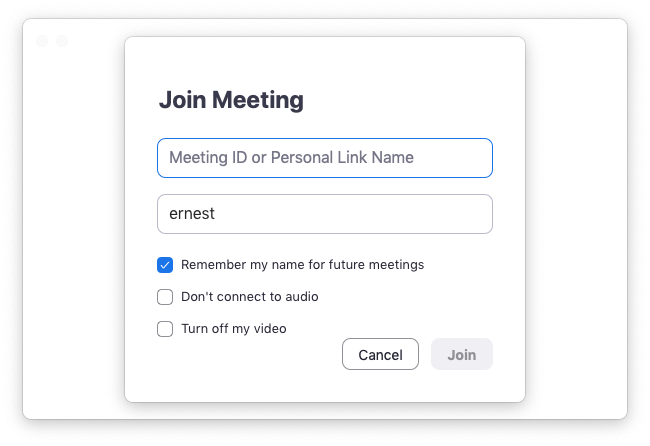 Join Meeting
Meeting ID or Personal Link Name
ernest
Remember my name for future meetings
Don't connect to audio
Turn off my video
Cancel Join